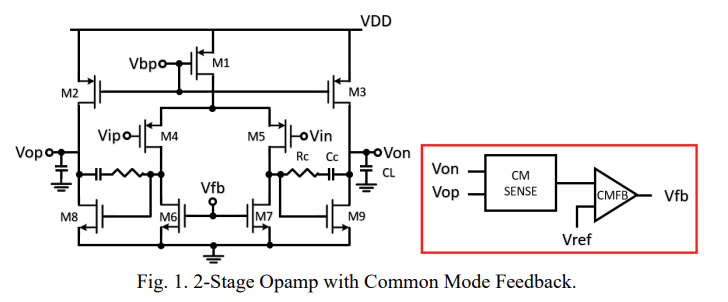 VDD
Vbp
M1
M2
M3
Vip
M4
M5
Vin
Vop
Rc
Cc
Von
CL
Vfb
M8
M6
M7
M9
Von
Vop
CM
SENSE
CMFB
Vfb
Vref
Fig. 1. 2-Stage Opamp with Common Mode Feedback.